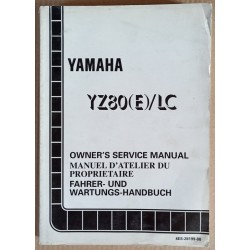 YAMAHA
YZ80(E)/LC
OWNER'S SERVICE MANUAL
MANUEL D'ATELIER DU
PROPRIETAIRE
FAHRER- UND
WARTUNGS-HANDBUCH